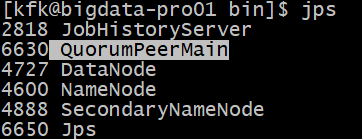 [kfk@bigdata-pro01 bin]$ jps
2818 JobHistoryServer
6630 QuorumPeerMain
4727 DataNode
4600 NameNode
4888 SecondaryNameNode
6650 Jps